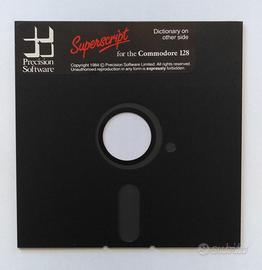 Precision
Software
Superscript
for the Commodore 128
Dictionary on
other side
Copyright 1984 © Precision Software Limited. All rights reserved.
Unauthorised reproduction in any form is expressly forbidden.
subito